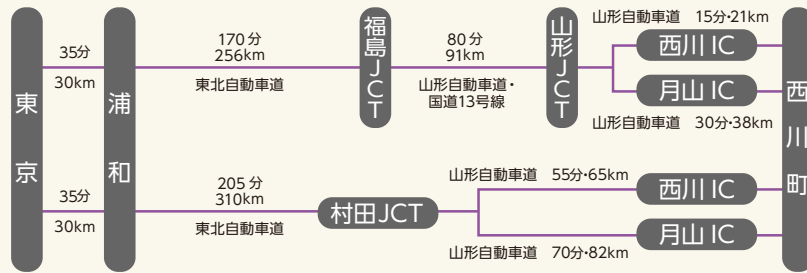 東京
35分
30km
浦和
170分
256km
東北自動車道
福島JCT
80分
91km
山形自動車道・
国道13号線
山形JCT
山形自動車道 15分・21km
西川 IC
月山 IC
山形自動車道 30分・38km
西川町
35分
30km
205分
310km
東北自動車道
村田JCT
山形自動車道 55分・65km
西川 IC
月山 IC
山形自動車道 70分・82km